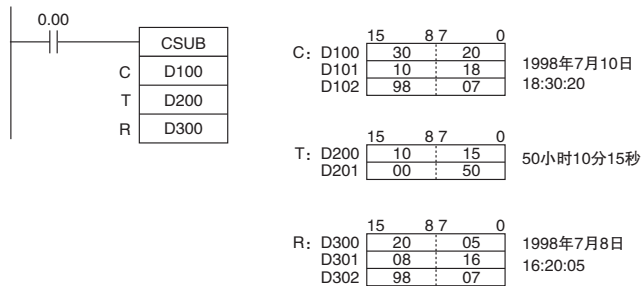 0.00
CSUB
C D100
T D200
R D300
15 8 7 0
C：D100 30 20
D101 10 18
D102 98 07
1998年7月10日
18:30:20
15 8 7 0
T：D200 10 15
D201 00 50
50小时10分15秒
15 8 7 0
R：D300 20 05
D301 08 16
D302 98 07
1998年7月8日
16:20:05